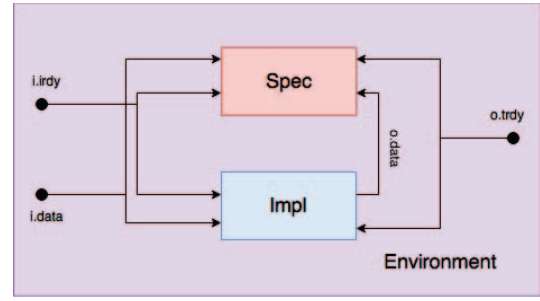 Spec
i.irdy
o.trdy
o.data
Impl
i.data
Environment